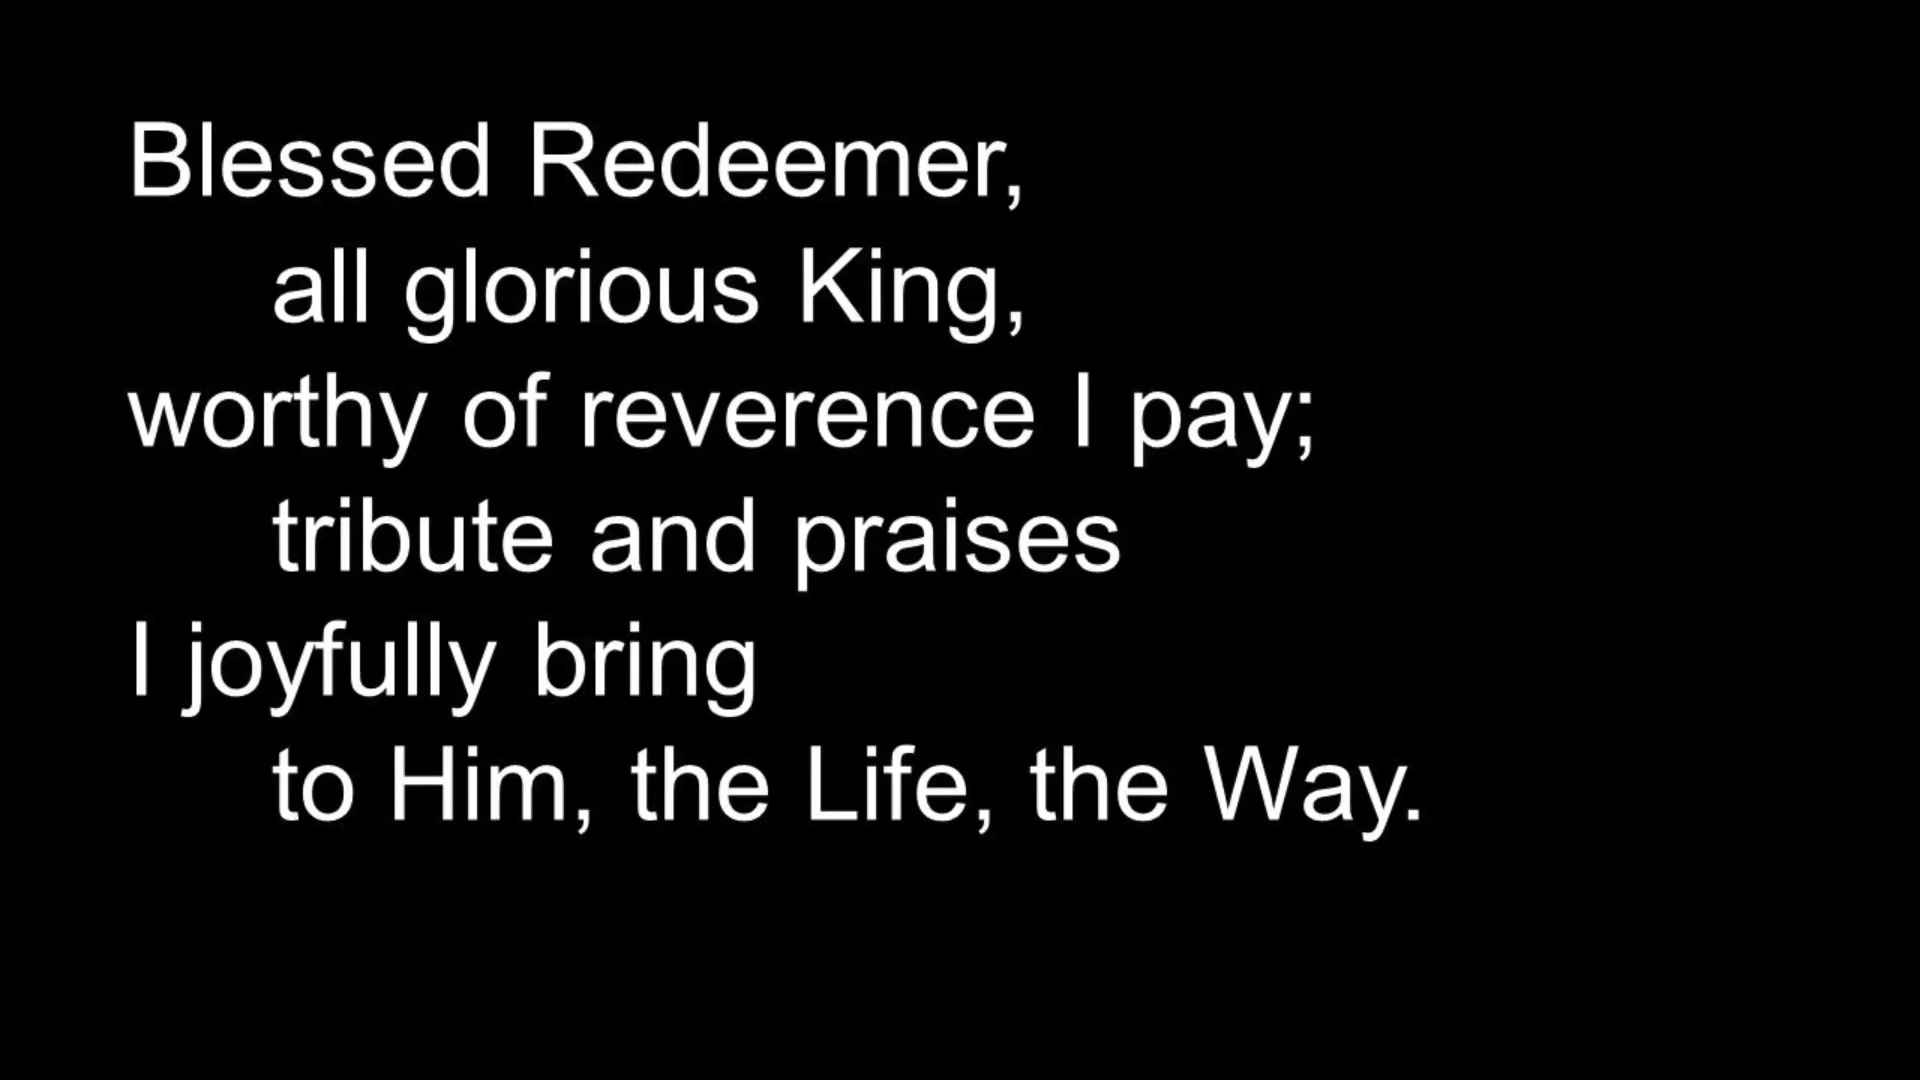 Blessed Redeemer,
all glorious King,
worthy of reverence I pay;
tribute and praises
I joyfully bring
to Him, the Life, the Way.